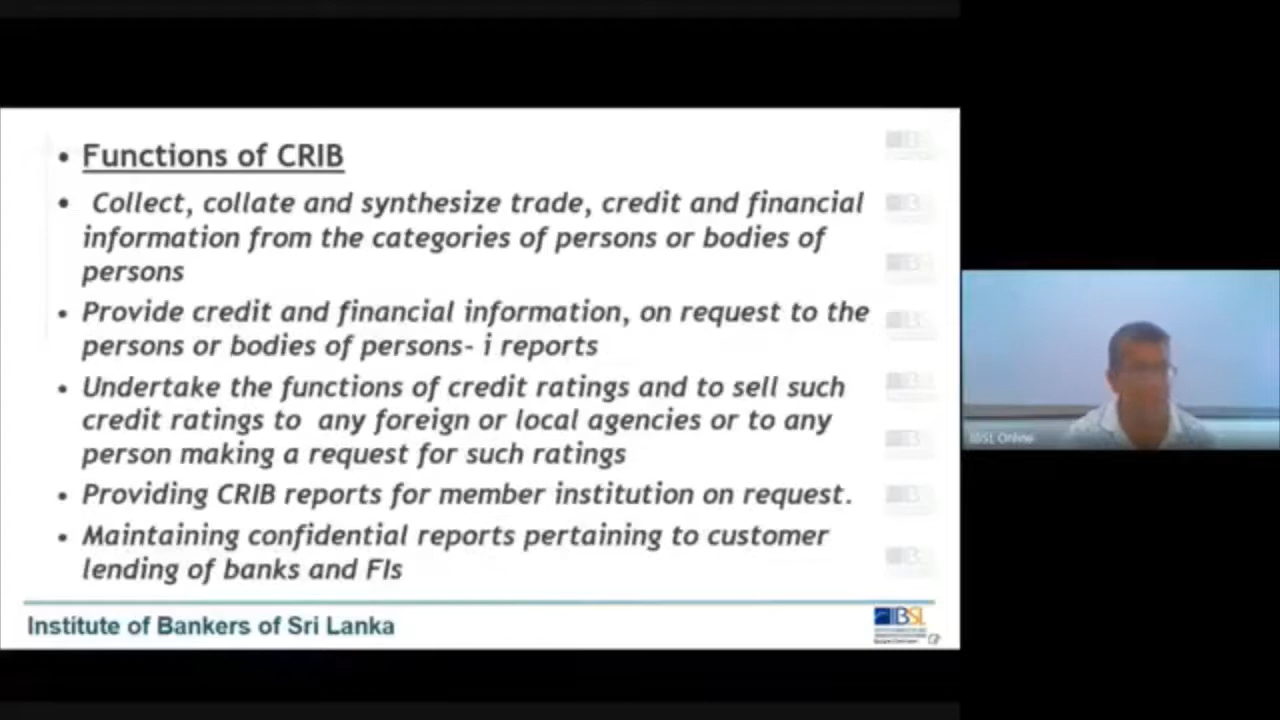 • Functions of CRIB
• Collect, collate and synthesize trade, credit and financial
information from the categories of persons or bodies of
persons
• Provide credit and financial information, on request to the
persons or bodies of persons- i reports
• Undertake the functions of credit ratings and to sell such
credit ratings to any foreign or local agencies or to any
person making a request for such ratings
• Providing CRIB reports for member institution on request.
• Maintaining confidential reports pertaining to customer
lending of banks and FIs
Institute of Bankers of Sri Lanka
IBSL
IBSL Online